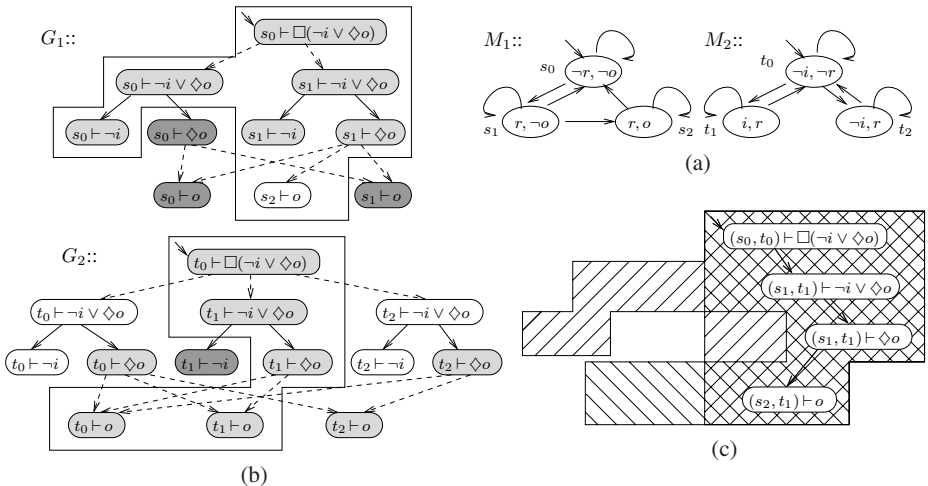 G₁::
s₀ ⊢ □(¬i ∨ ◇o)
s₀ ⊢ ¬i ∨ ◇o
s₁ ⊢ ¬i ∨ ◇o
s₀ ⊢ ¬i
s₀ ⊢ ◇o
s₁ ⊢ ¬i
s₁ ⊢ ◇o
s₀ ⊢ o
s₂ ⊢ o
s₁ ⊢ o
G₂::
t₀ ⊢ □(¬i ∨ ◇o)
t₀ ⊢ ¬i ∨ ◇o
t₁ ⊢ ¬i ∨ ◇o
t₂ ⊢ ¬i ∨ ◇o
t₀ ⊢ ¬i
t₀ ⊢ ◇o
t₁ ⊢ ¬i
t₁ ⊢ ◇o
t₂ ⊢ ¬i
t₂ ⊢ ◇o
t₀ ⊢ o
t₁ ⊢ o
t₂ ⊢ o
(b)
M₁::
s₀
¬r, ¬o
s₁
r, ¬o
r, o
s₂
M₂::
t₀
¬i, ¬r
t₁
i, r
¬i, r
t₂
(a)
(s₀, t₀) ⊢ □(¬i ∨ ◇o)
(s₁, t₁) ⊢ ¬i ∨ ◇o
(s₁, t₁) ⊢ ◇o
(s₂, t₁) ⊢ o
(c)